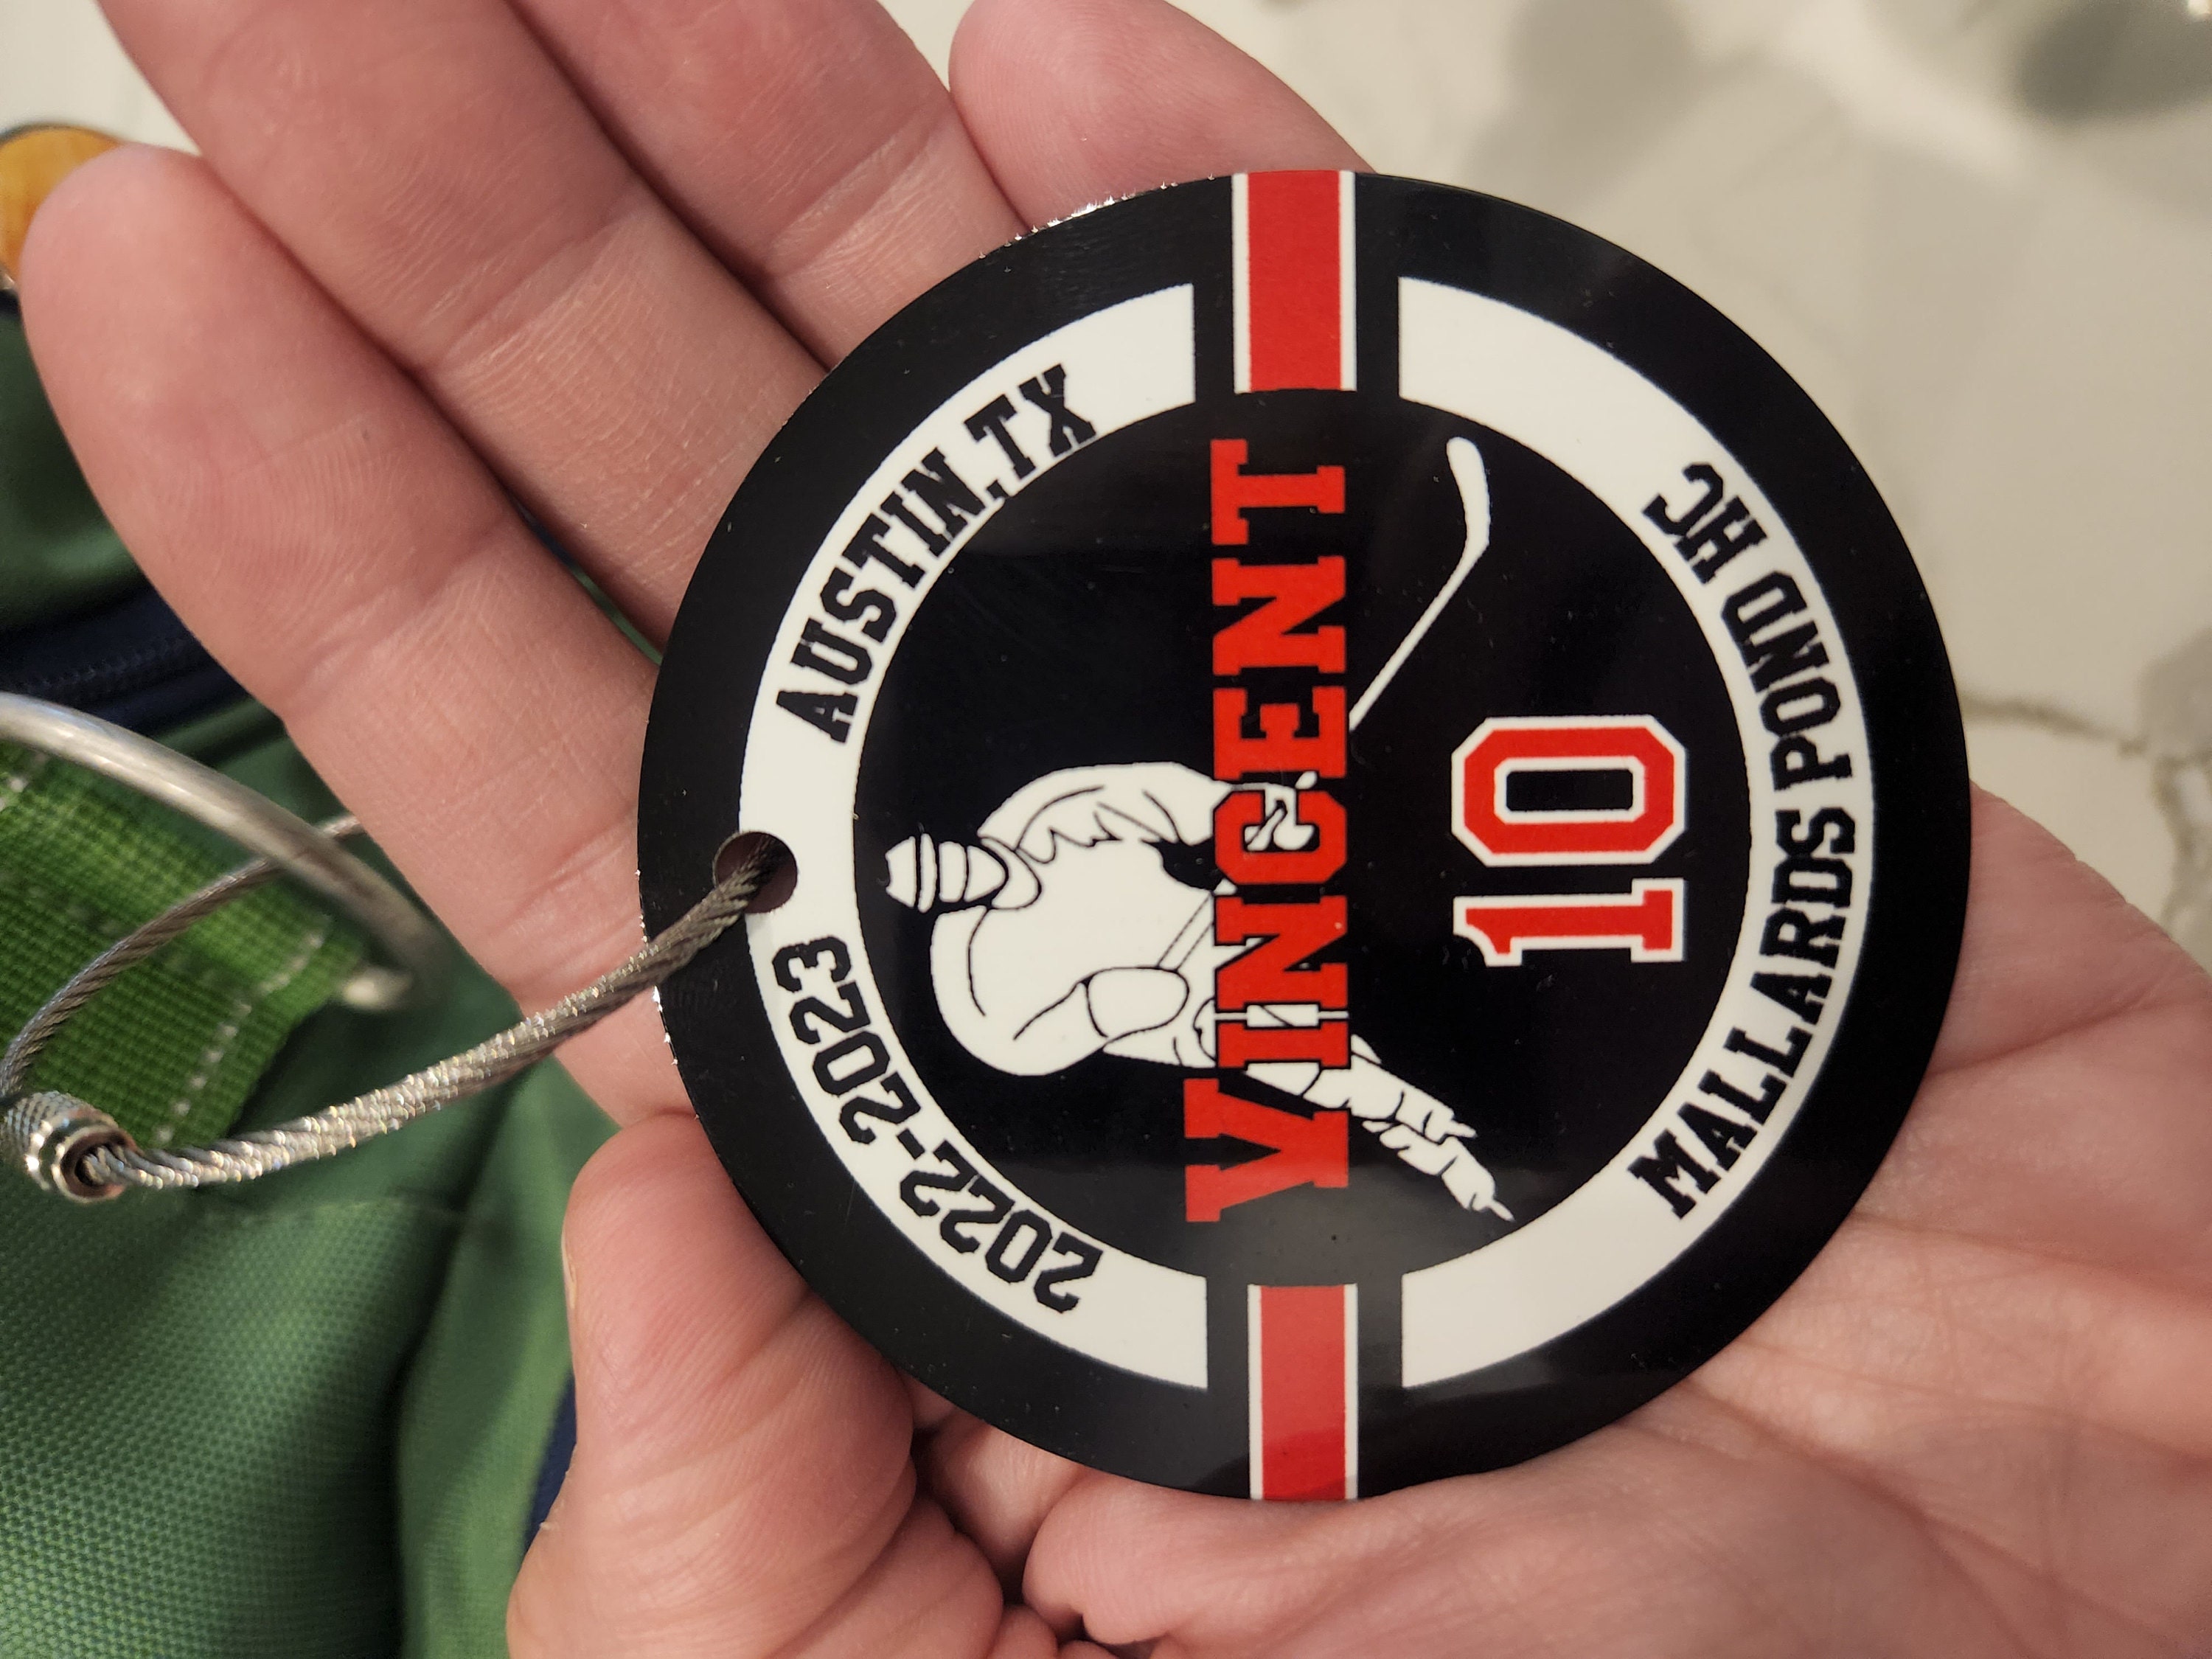 2022-2023
AUSTIN, TX
VINCENT
10
MALLARDS POND HC